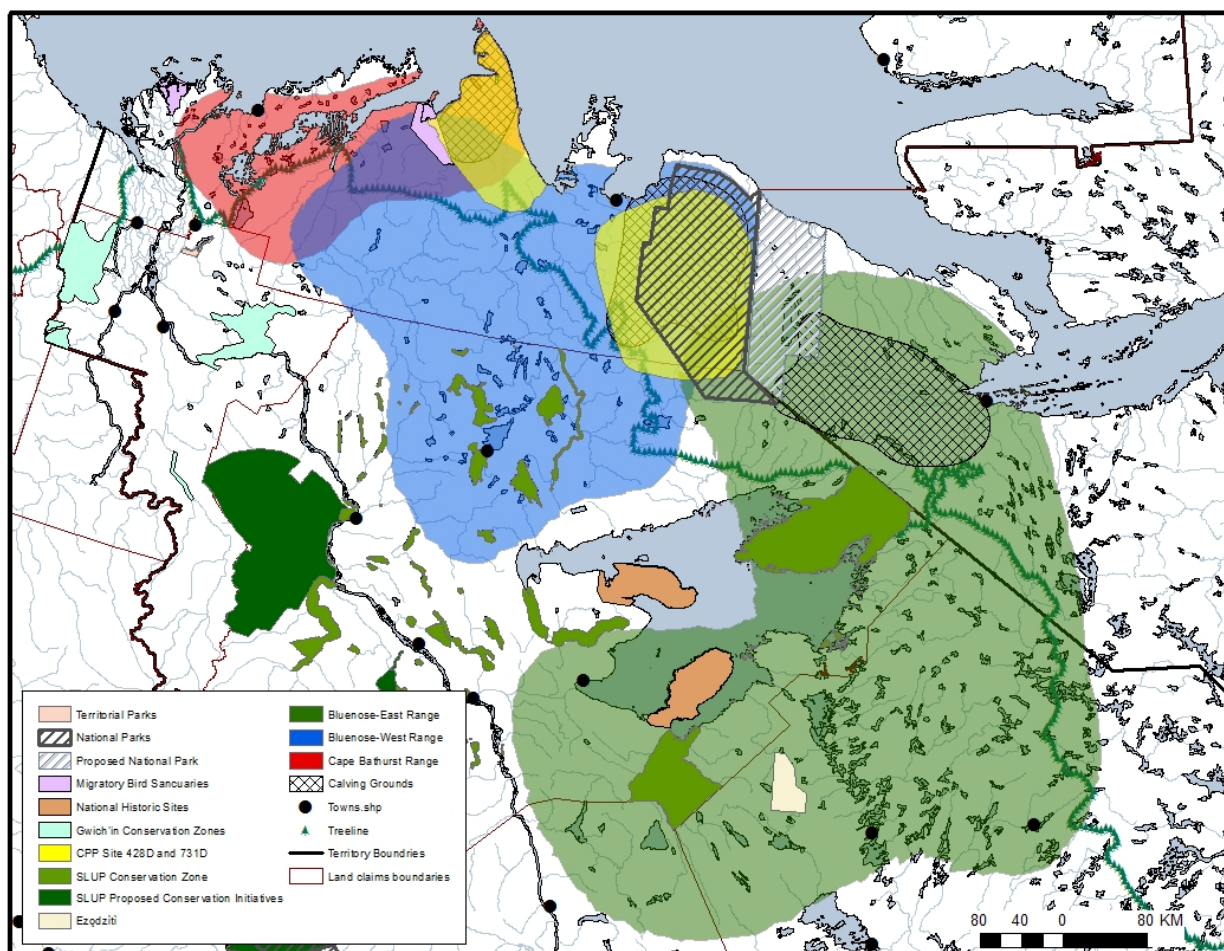 Territorial Parks
National Parks
Proposed National Park
Migratory Bird Sancuaries
National Historic Sites
Gwich'in Conservation Zones
CPP Site 428D and 731D
SLUP Conservation Zone
SLUP Proposed Conservation Initiatives
Ezǫdzıtı
Bluenose-East Range
Bluenose-West Range
Cape Bathurst Range
Calving Grounds
Towns.shp
Treeline
Territory Boundries
Land claims boundaries
80 40 0 80 KM